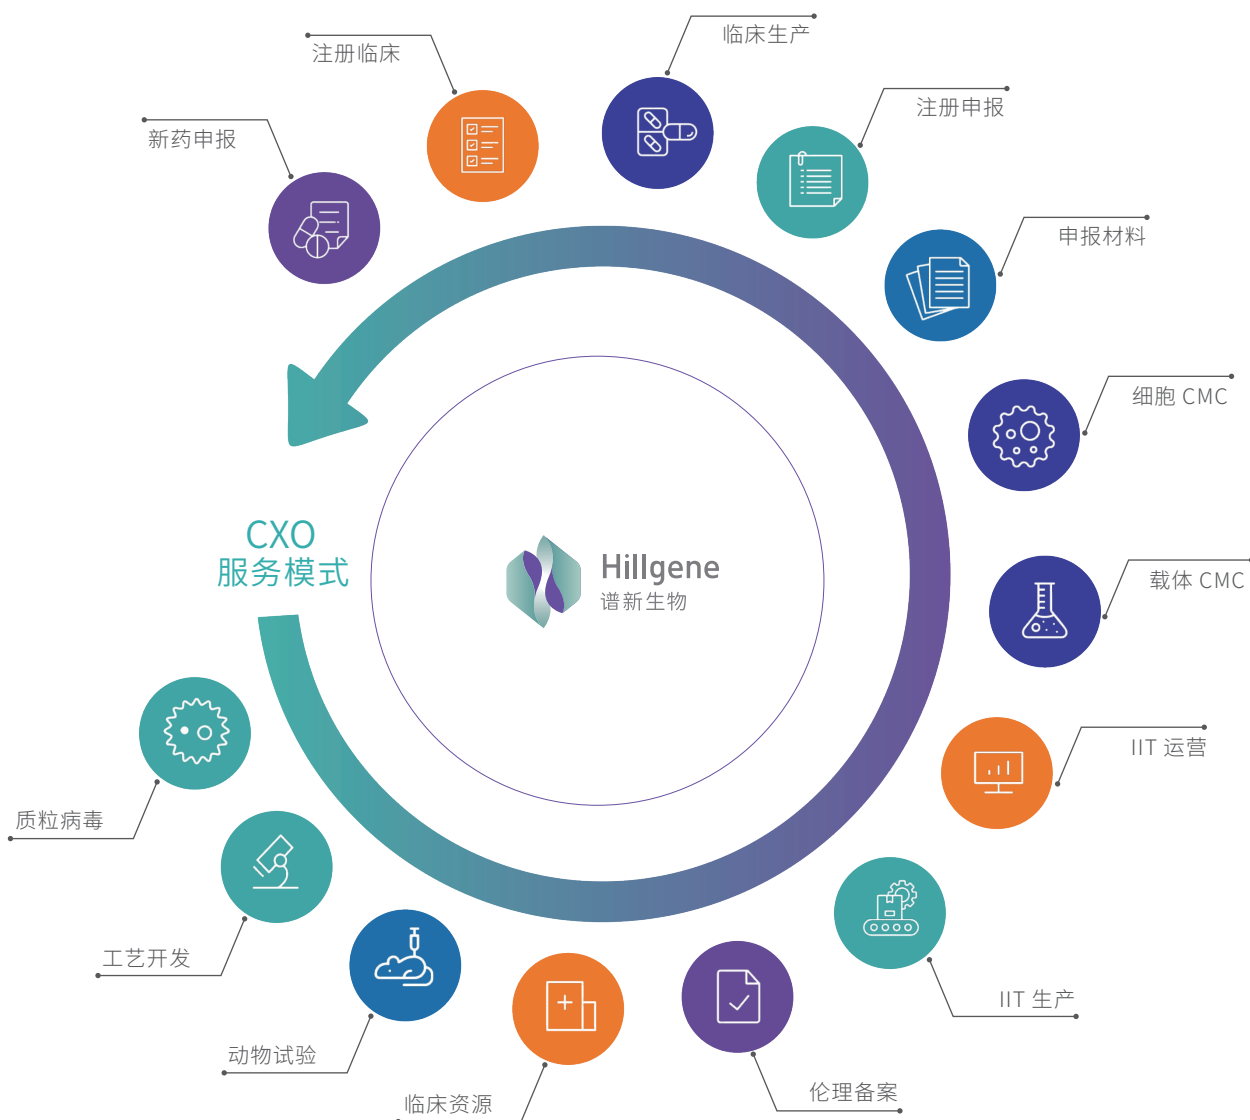 注册临床
临床生产
新药申报
注册申报
申报材料
细胞 CMC
CXO
服务模式
Hillgene
谱新生物
载体 CMC
IIT 运营
质粒病毒
工艺开发
IIT 生产
动物试验
临床资源
伦理备案